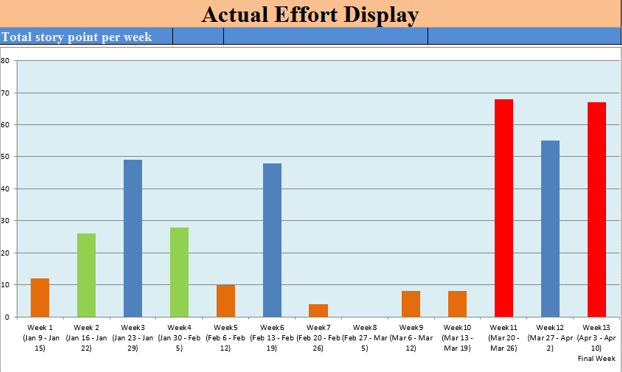 Actual Effort Display
Total story point per week
80
70
60
50
40
30
20
10
0
Week 1
(Jan 9 - Jan
15)
Week 2
(Jan 16 - Jan
22)
Week3
(Jan 23 - Jan
29)
Week4
(Jan 30 - Feb
5)
Week5
(Feb 6 - Feb
12)
Week6
(Feb 13 - Feb
19)
Week7
(Feb 20 - Feb
26)
Week8
(Feb 27 - Mar
5)
Week9
(Mar 6 - Mar
12)
Week10
(Mar 13 -
Mar 19)
Week11
(Mar 20 -
Mar 26)
Week12
(Mar 27 - Apr
2)
Week13
(Apr 3 - Apr
10)
Final Week